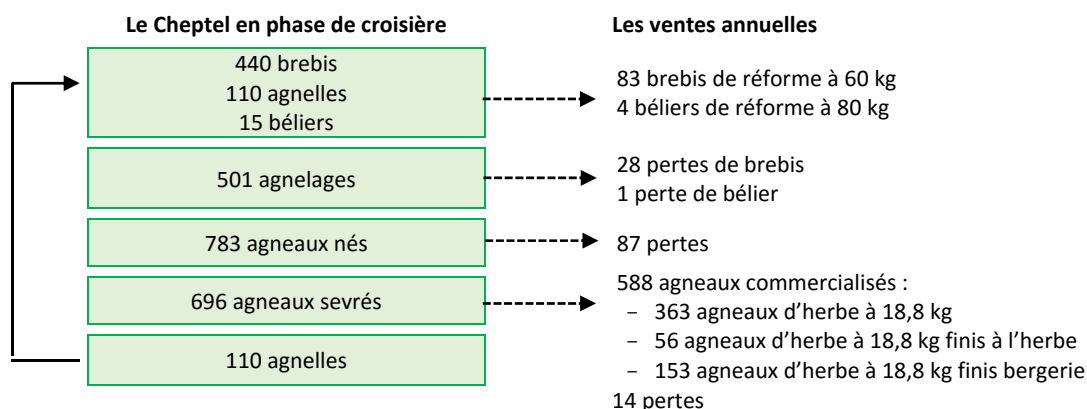 Le Cheptel en phase de croisière
Les ventes annuelles
440 brebis
110 agnelles
15 béliers
83 brebis de réforme à 60 kg
4 béliers de réforme à 80 kg
501 agnelages
28 pertes de brebis
1 perte de bélier
783 agneaux nés
87 pertes
696 agneaux sevrés
588 agneaux commercialisés :
− 363 agneaux d’herbe à 18,8 kg
− 56 agneaux d’herbe à 18,8 kg finis à l’herbe
− 153 agneaux d’herbe à 18,8 kg finis bergerie
14 pertes
110 agnelles